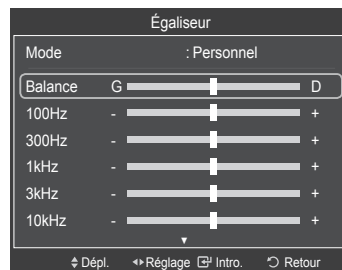 Égaliseur
Mode : Personnel
Balance G D
100Hz - +
300Hz - +
1kHz - +
3kHz - +
10kHz - +
Dépl. Réglage Intro. Retour